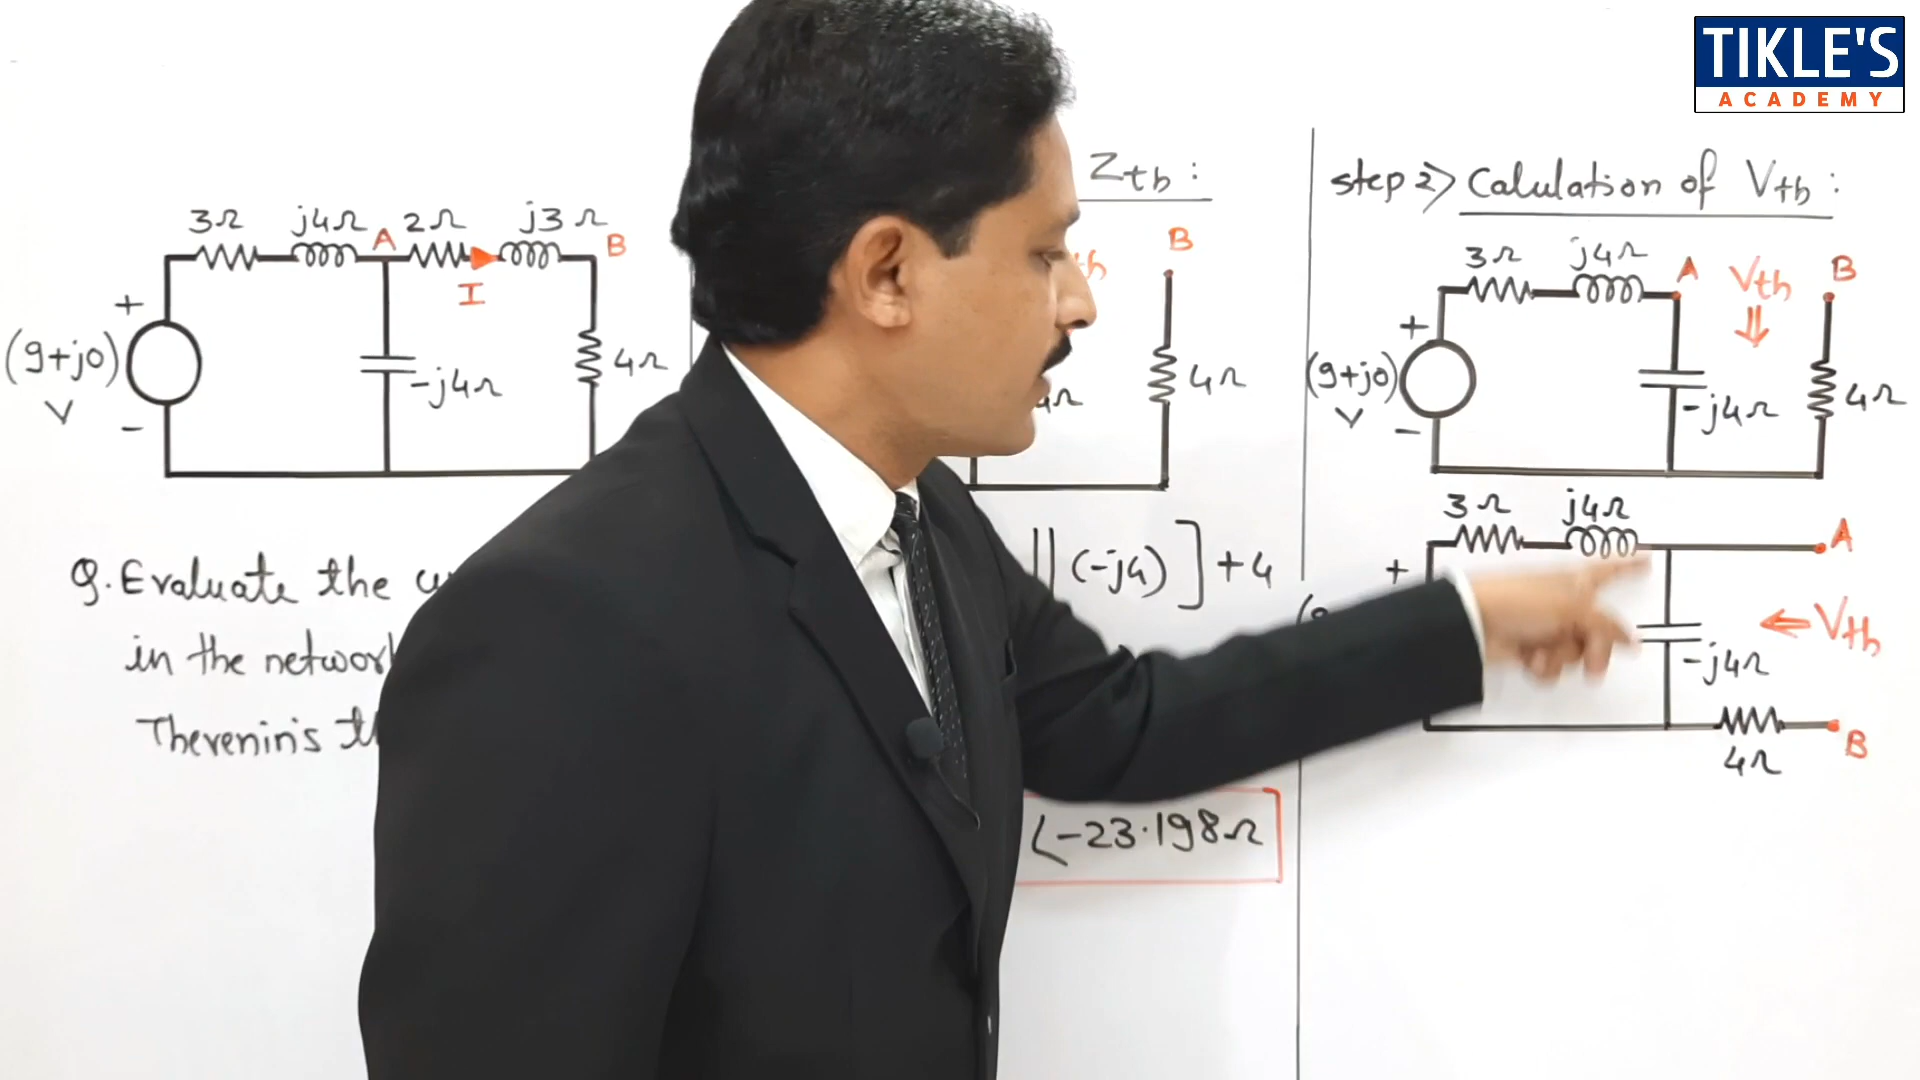 TIKLE'S
ACADEMY
3Ω j4Ω A 2Ω j3Ω B
I
+
(9+j0)
V
-
-j4Ω
4Ω
Q. Evaluate the
in the network
Thevenin's
Zth :
B
4Ω
|| (-j4) ] + 4
∠-23.198Ω
step 2> Calulation of Vth :
3Ω j4Ω A Vth B
+
(9+j0)
V
-
-j4Ω
4Ω
3Ω j4Ω A
+
Vth
-j4Ω
4Ω B